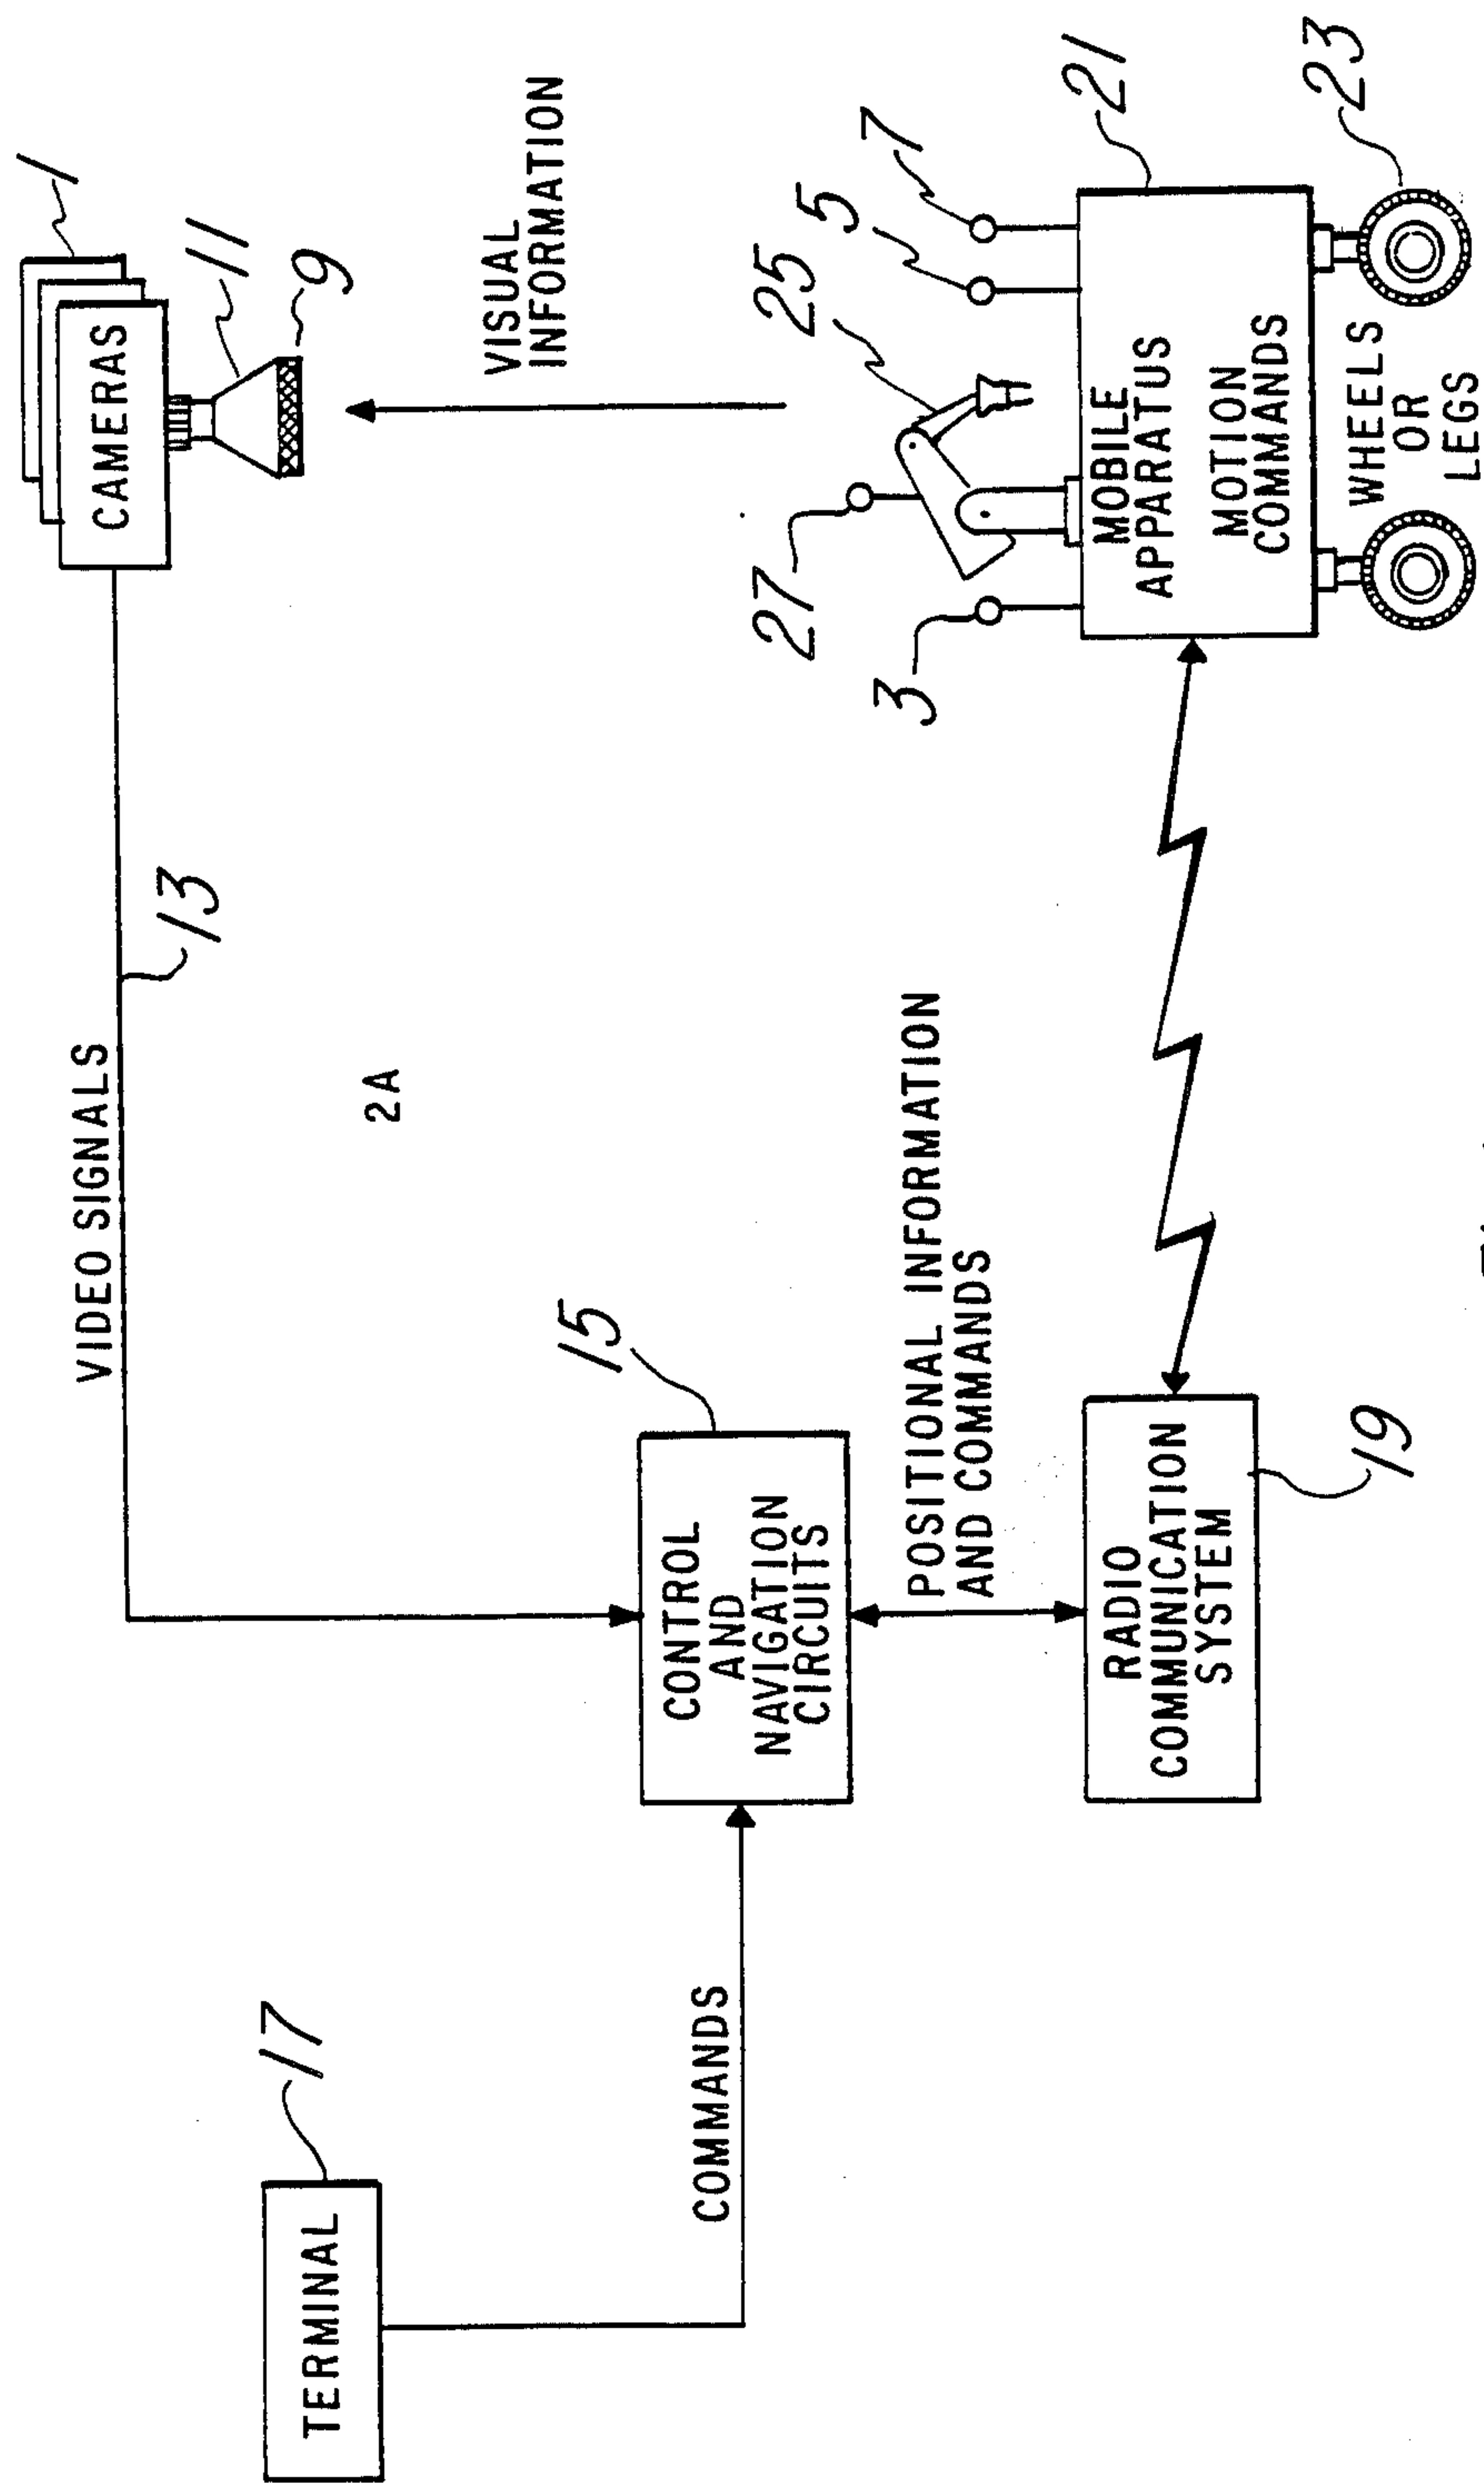 1
CAMERAS
11
9
VISUAL
INFORMATION
VIDEO SIGNALS
13
2A
17
TERMINAL
COMMANDS
15
CONTROL
AND
NAVIGATION
CIRCUITS
POSITIONAL INFORMATION
AND COMMANDS
RADIO
COMMUNICATION
SYSTEM
19
27
3
25
5
7
21
MOBILE
APPARATUS
MOTION
COMMANDS
WHEELS
OR
LEGS
23